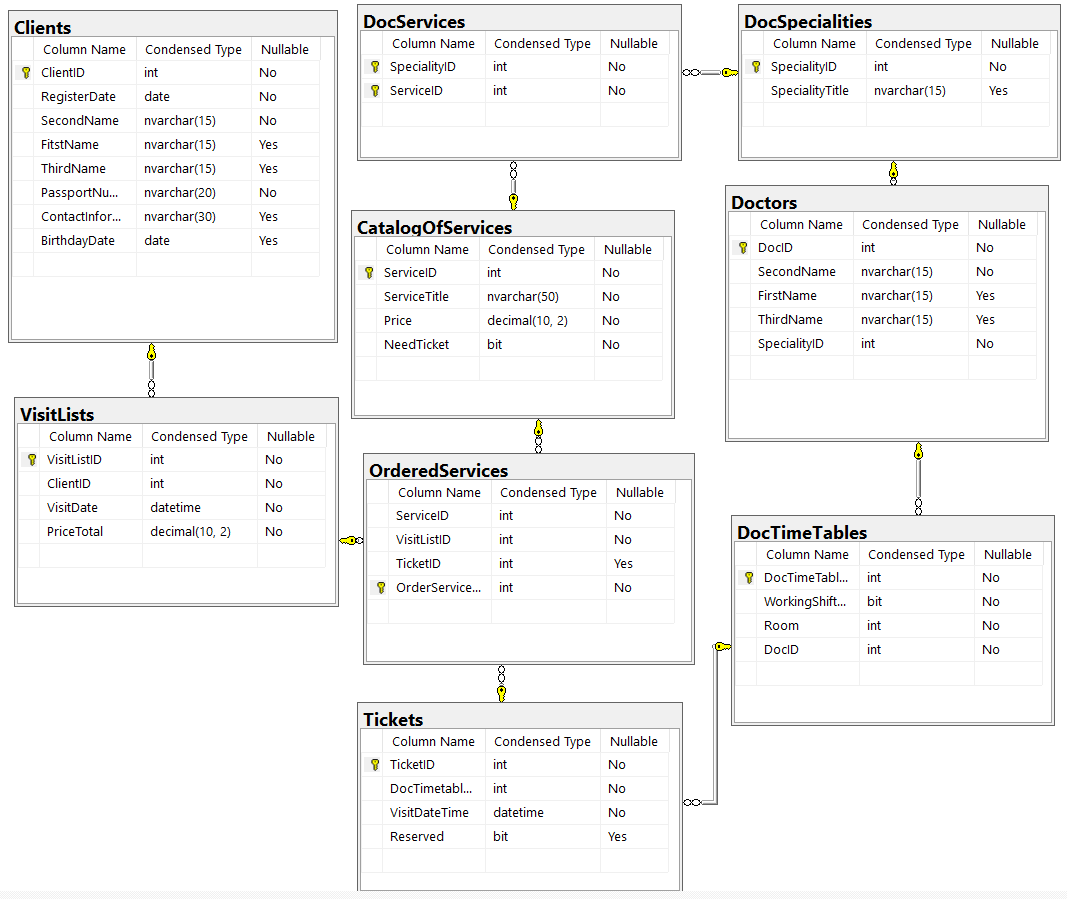 Clients
Column Name Condensed Type Nullable
ClientID int No
RegisterDate date No
SecondName nvarchar(15) No
FitstName nvarchar(15) Yes
ThirdName nvarchar(15) Yes
PassportNu... nvarchar(20) No
ContactInfor... nvarchar(30) Yes
BirthdayDate date Yes
DocServices
Column Name Condensed Type Nullable
SpecialityID int No
ServiceID int No
DocSpecialities
Column Name Condensed Type Nullable
SpecialityID int No
SpecialityTitle nvarchar(15) Yes
CatalogOfServices
Column Name Condensed Type Nullable
ServiceID int No
ServiceTitle nvarchar(50) No
Price decimal(10, 2) No
NeedTicket bit No
Doctors
Column Name Condensed Type Nullable
DocID int No
SecondName nvarchar(15) No
FirstName nvarchar(15) Yes
ThirdName nvarchar(15) Yes
SpecialityID int No
VisitLists
Column Name Condensed Type Nullable
VisitListID int No
ClientID int No
VisitDate datetime No
PriceTotal decimal(10, 2) No
OrderedServices
Column Name Condensed Type Nullable
ServiceID int No
VisitListID int No
TicketID int Yes
OrderService... int No
DocTimeTables
Column Name Condensed Type Nullable
DocTimeTabl... int No
WorkingShift... bit No
Room int No
DocID int No
Tickets
Column Name Condensed Type Nullable
TicketID int No
DocTimetabl... int No
VisitDateTime datetime No
Reserved bit Yes